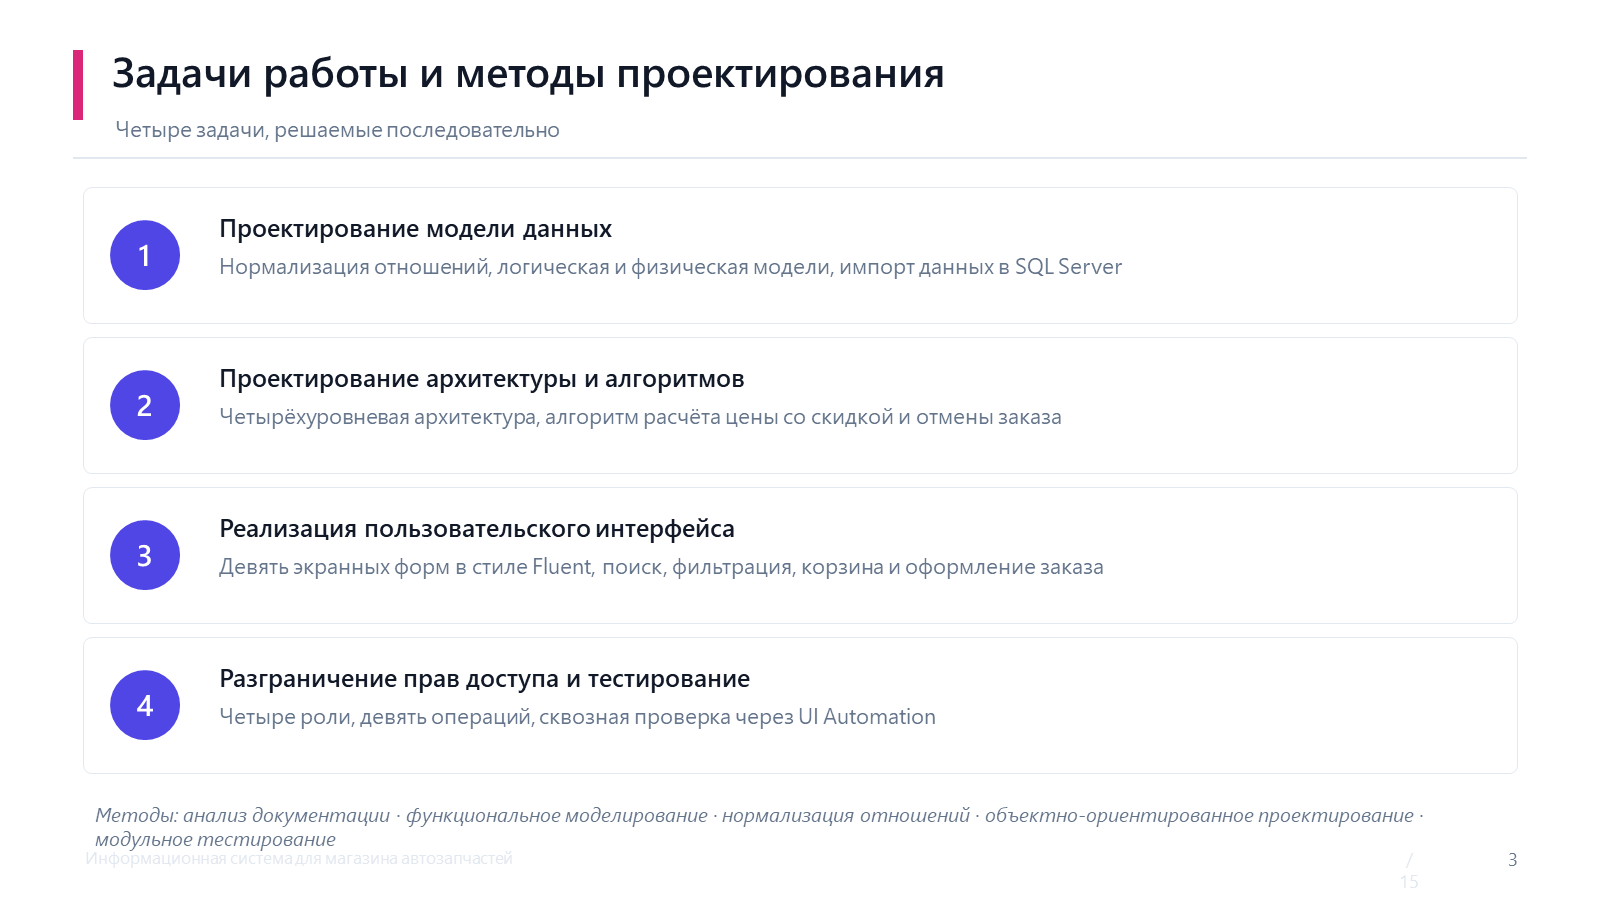 Задачи работы и методы проектирования
Четыре задачи, решаемые последовательно
1
Проектирование модели данных
Нормализация отношений, логическая и физическая модели, импорт данных в SQL Server
2
Проектирование архитектуры и алгоритмов
Четырёхуровневая архитектура, алгоритм расчёта цены со скидкой и отмены заказа
3
Реализация пользовательского интерфейса
Девять экранных форм в стиле Fluent, поиск, фильтрация, корзина и оформление заказа
4
Разграничение прав доступа и тестирование
Четыре роли, девять операций, сквозная проверка через UI Automation
Методы: анализ документации · функциональное моделирование · нормализация отношений · объектно-ориентированное проектирование ·
модульное тестирование
Информационная система для магазина автозапчастей
/
15
3